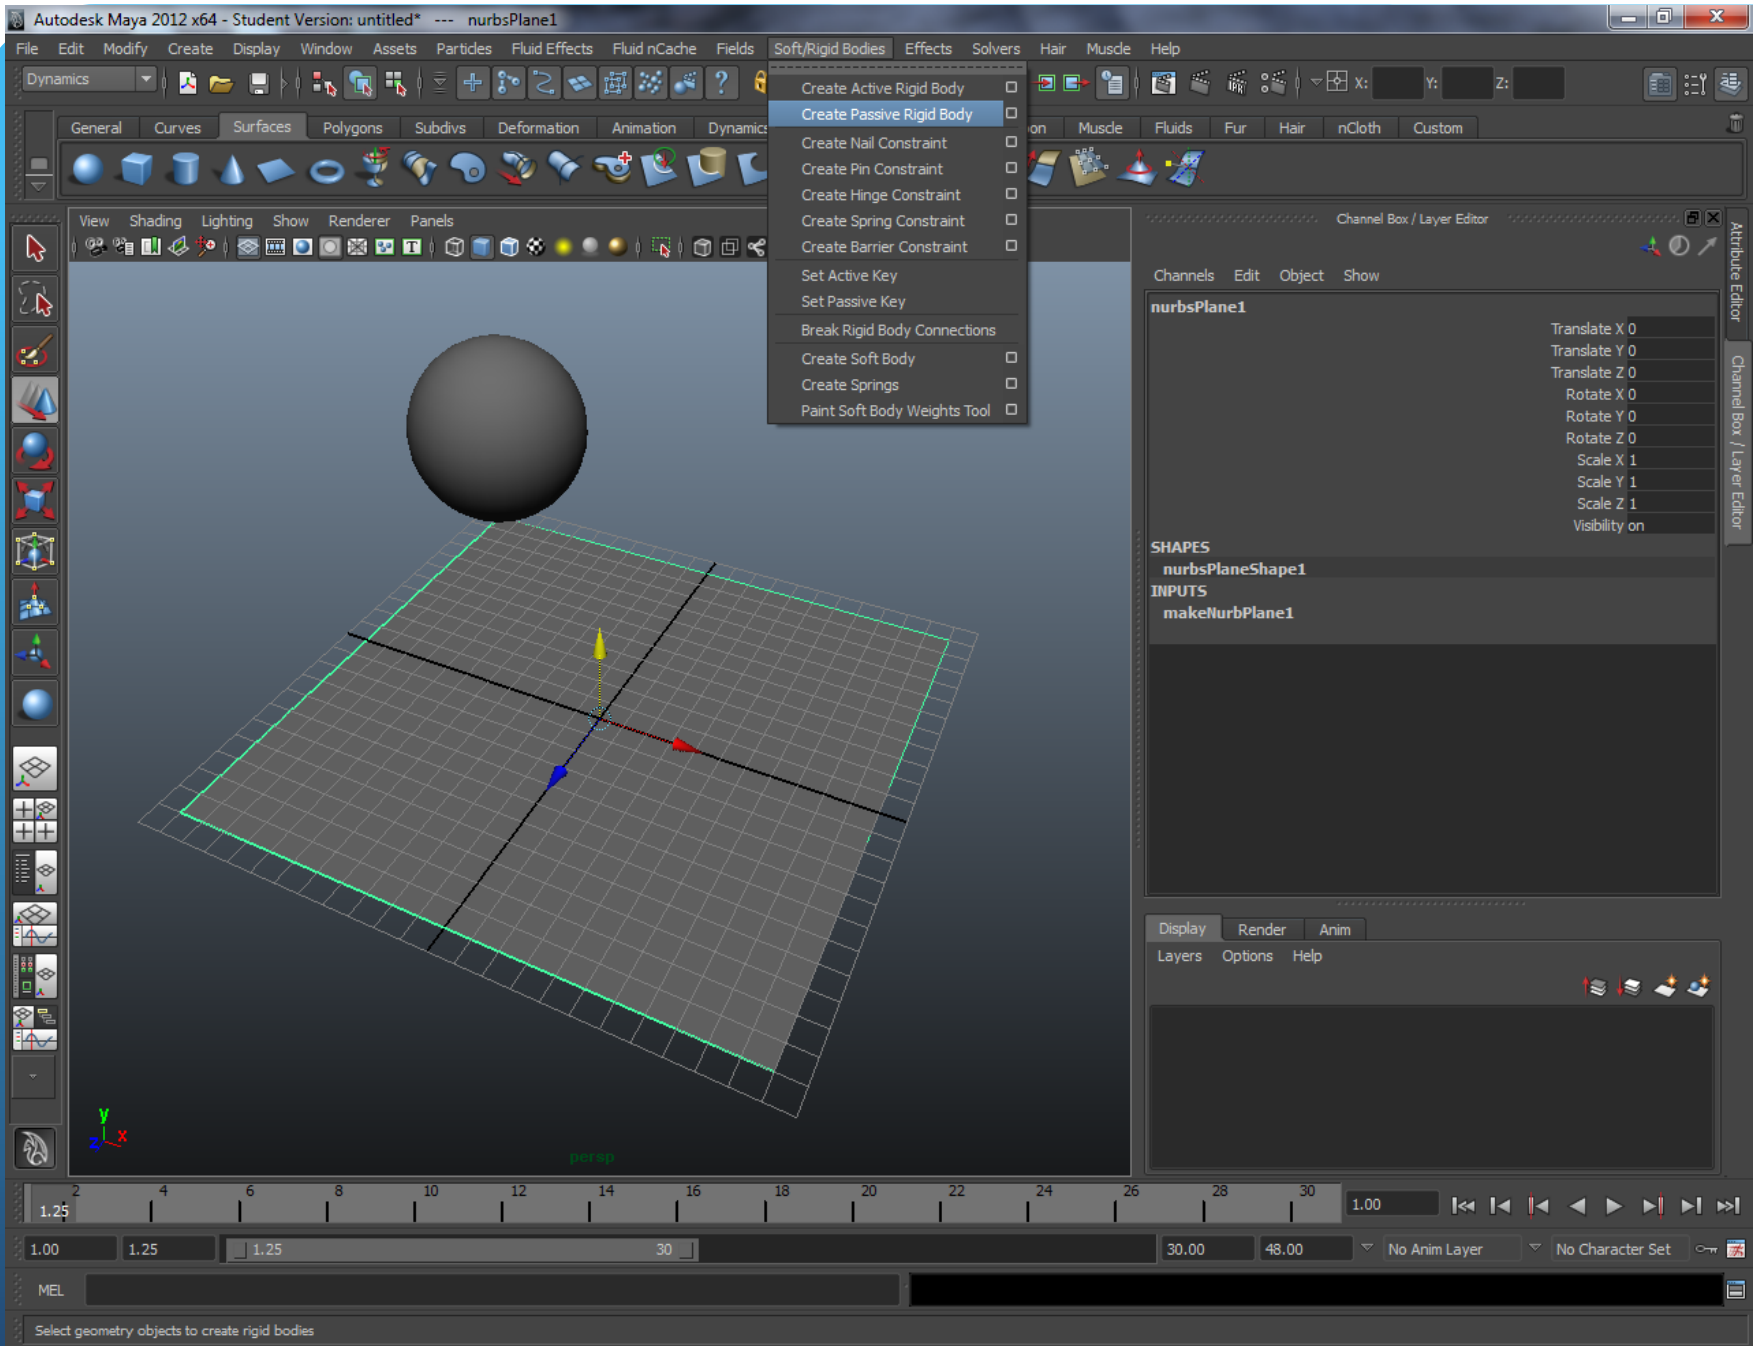 Autodesk Maya 2012 x64 - Student Version: untitled* --- nurbsPlane1
File Edit Modify Create Display Window Assets Particles Fluid Effects Fluid nCache Fields Soft/Rigid Bodies Effects Solvers Hair Muscle Help
Dynamics
X: Y: Z:
General Curves Surfaces Polygons Subdivs Deformation Animation Dynamics Muscle Fluids Fur Hair nCloth Custom
Create Active Rigid Body
Create Passive Rigid Body
Create Nail Constraint
Create Pin Constraint
Create Hinge Constraint
Create Spring Constraint
Create Barrier Constraint
Set Active Key
Set Passive Key
Break Rigid Body Connections
Create Soft Body
Create Springs
Paint Soft Body Weights Tool
View Shading Lighting Show Renderer Panels
Channel Box / Layer Editor
Channels Edit Object Show
nurbsPlane1
Translate X 0
Translate Y 0
Translate Z 0
Rotate X 0
Rotate Y 0
Rotate Z 0
Scale X 1
Scale Y 1
Scale Z 1
Visibility on
SHAPES
nurbsPlaneShape1
INPUTS
makeNurbPlane1
Attribute Editor
Channel Box / Layer Editor
Display Render Anim
Layers Options Help
y
z x
persp
2 4 6 8 10 12 14 16 18 20 22 24 26 28 30
1.25
1.00
1.00 1.25 1.25 30 30.00 48.00 No Anim Layer No Character Set
MEL
Select geometry objects to create rigid bodies